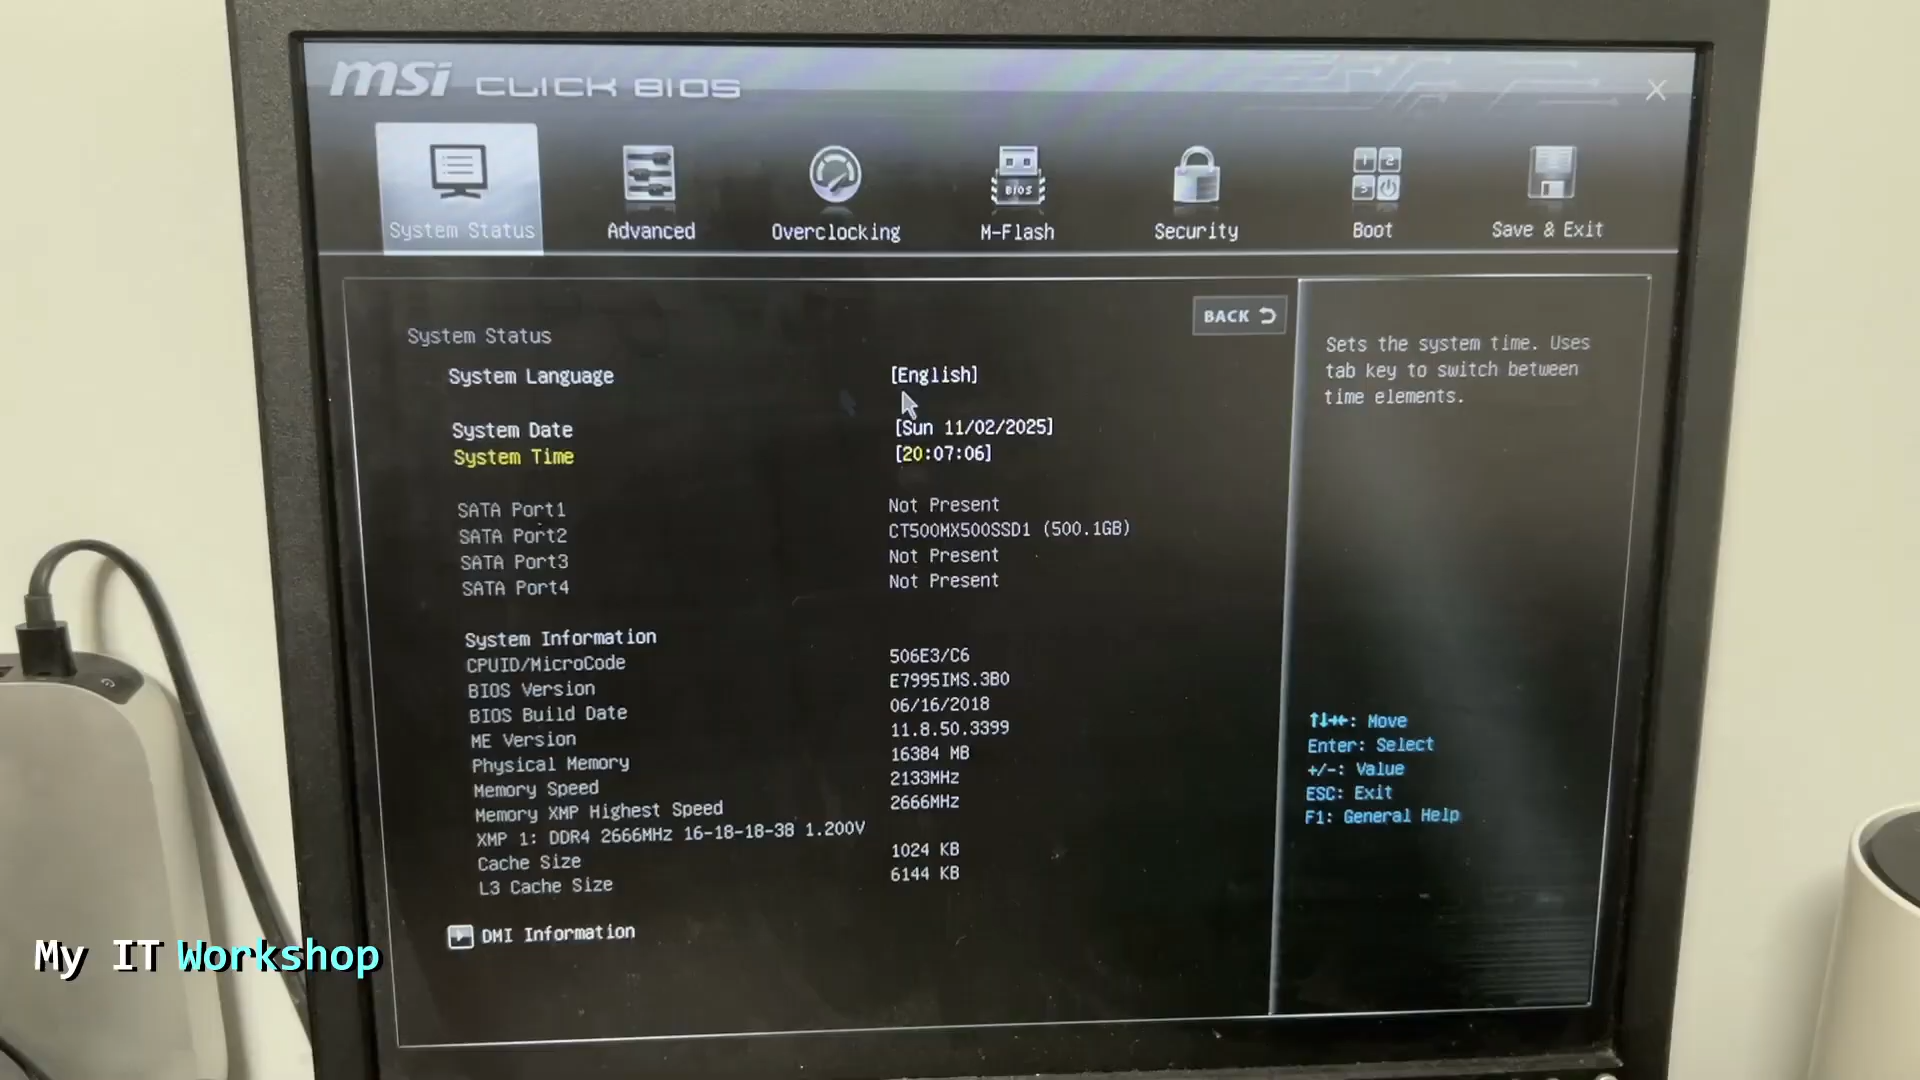 msi CLICK BIOS
System Status
Advanced
Overclocking
BIOS
M-Flash
Security
1 2
3
Boot
Save & Exit
BACK
System Status
System Language [English]
System Date [Sun 11/02/2025]
System Time [20:07:06]
SATA Port1 Not Present
SATA Port2 CT500MX500SSD1 (500.1GB)
SATA Port3 Not Present
SATA Port4 Not Present
System Information
CPUID/MicroCode 506E3/C6
BIOS Version E7995IMS.3B0
BIOS Build Date 06/16/2018
ME Version 11.8.50.3399
Physical Memory 16384 MB
Memory Speed 2133MHz
Memory XMP Highest Speed 2666MHz
XMP 1: DDR4 2666MHz 16-18-18-38 1.200V
Cache Size 1024 KB
L3 Cache Size 6144 KB
DMI Information
Sets the system time. Uses
tab key to switch between
time elements.
↑↓→←: Move
Enter: Select
+/-: Value
ESC: Exit
F1: General Help
My IT Workshop